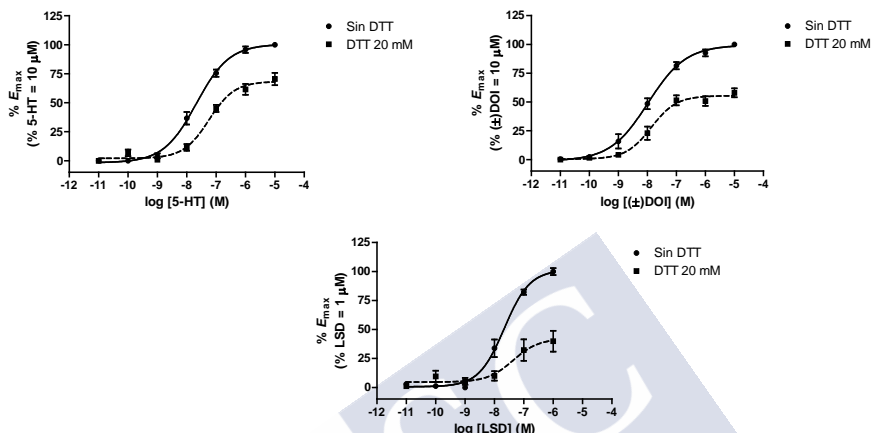 Sin DTT
DTT 20 mM
% Emax
(% 5-HT = 10 µM)
125
100
75
50
25
0
-12 -11 -10 -9 -8 -7 -6 -5 -4
log [5-HT] (M)
Sin DTT
DTT 20 mM
% Emax
(% (±)DOI = 10 µM)
125
100
75
50
25
0
-12 -11 -10 -9 -8 -7 -6 -5 -4
log [(±)DOI] (M)
Sin DTT
DTT 20 mM
% Emax
(% LSD = 1 µM)
125
100
75
50
25
0
-12 -11 -10 -9 -8 -7 -6 -5 -4
log [LSD] (M)